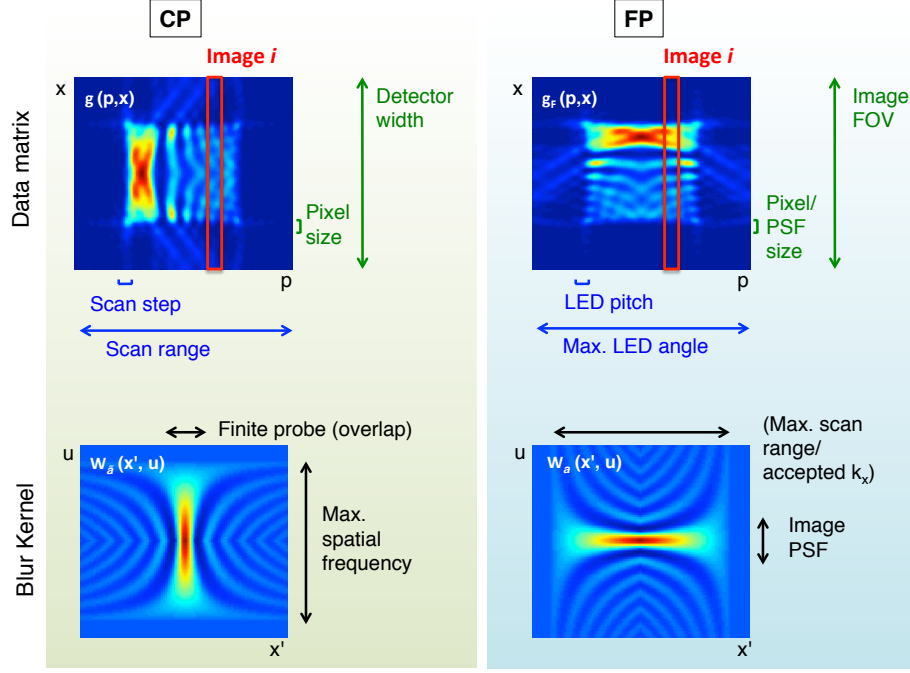 CP
FP
Data matrix
Image i
x
g (p,x)
Detector
width
Pixel
size
p
Scan step
Scan range
Image i
x
g_F (p,x)
Image
FOV
Pixel/
PSF size
p
LED pitch
Max. LED angle
Blur Kernel
Finite probe (overlap)
u
W_ã (x', u)
Max.
spatial
frequency
x'
(Max. scan
range/
accepted k_x)
u
W_a (x', u)
Image
PSF
x'